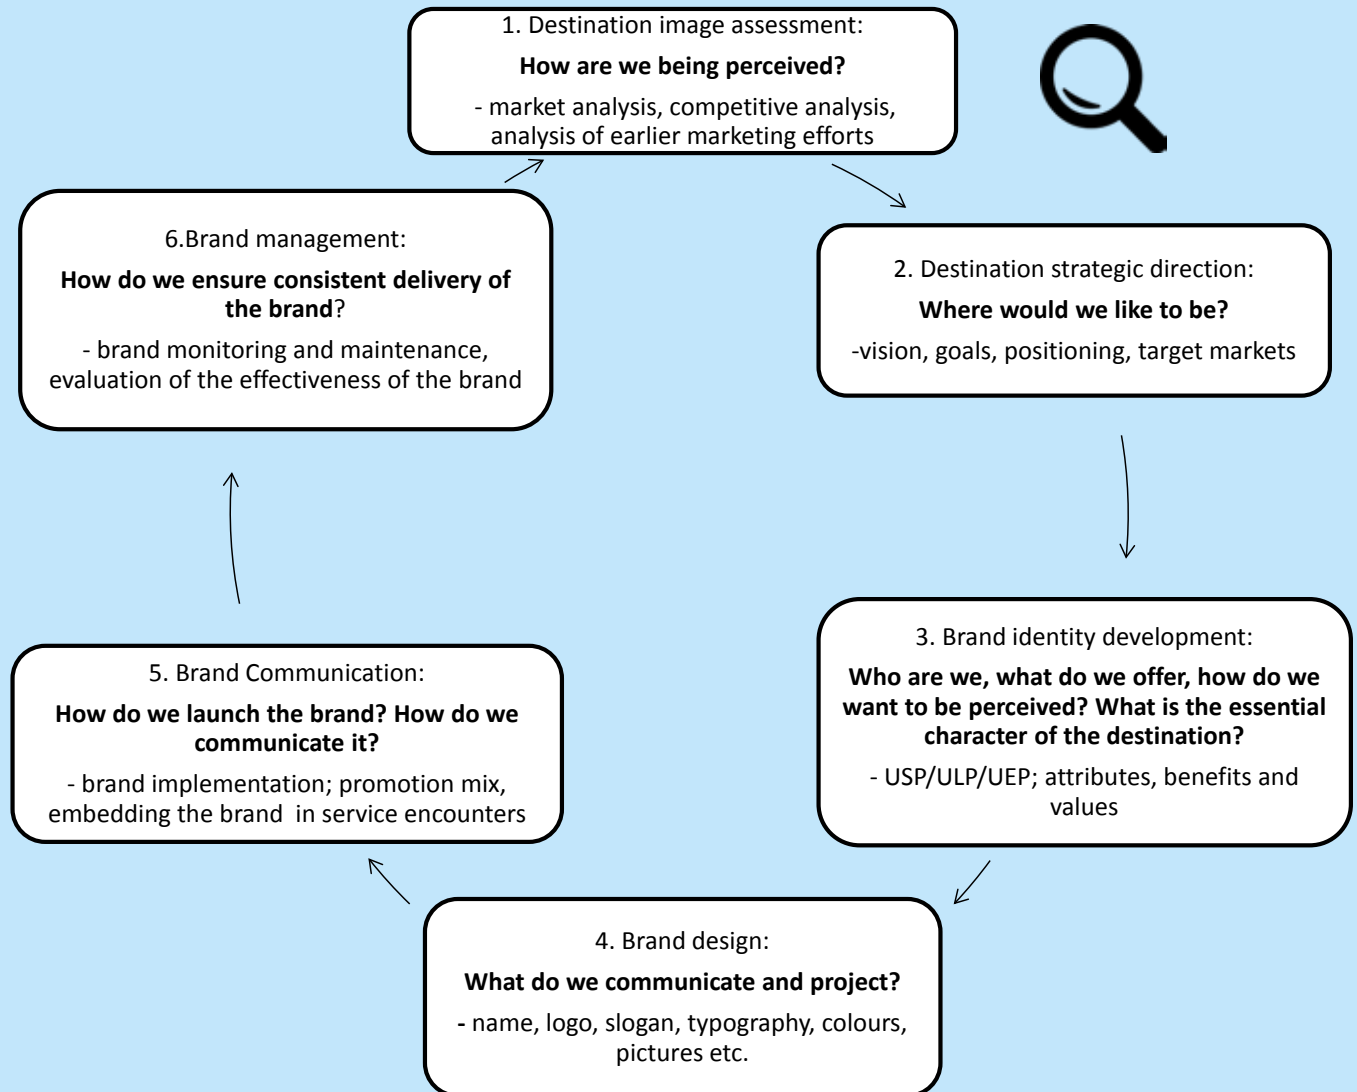 1. Destination image assessment:
How are we being perceived?
- market analysis, competitive analysis,
analysis of earlier marketing efforts
2. Destination strategic direction:
Where would we like to be?
-vision, goals, positioning, target markets
3. Brand identity development:
Who are we, what do we offer, how do we
want to be perceived? What is the essential
character of the destination?
- USP/ULP/UEP; attributes, benefits and
values
4. Brand design:
What do we communicate and project?
- name, logo, slogan, typography, colours,
pictures etc.
5. Brand Communication:
How do we launch the brand? How do we
communicate it?
- brand implementation; promotion mix,
embedding the brand  in service encounters
6.Brand management:
How do we ensure consistent delivery of
the brand?
- brand monitoring and maintenance,
evaluation of the effectiveness of the brand